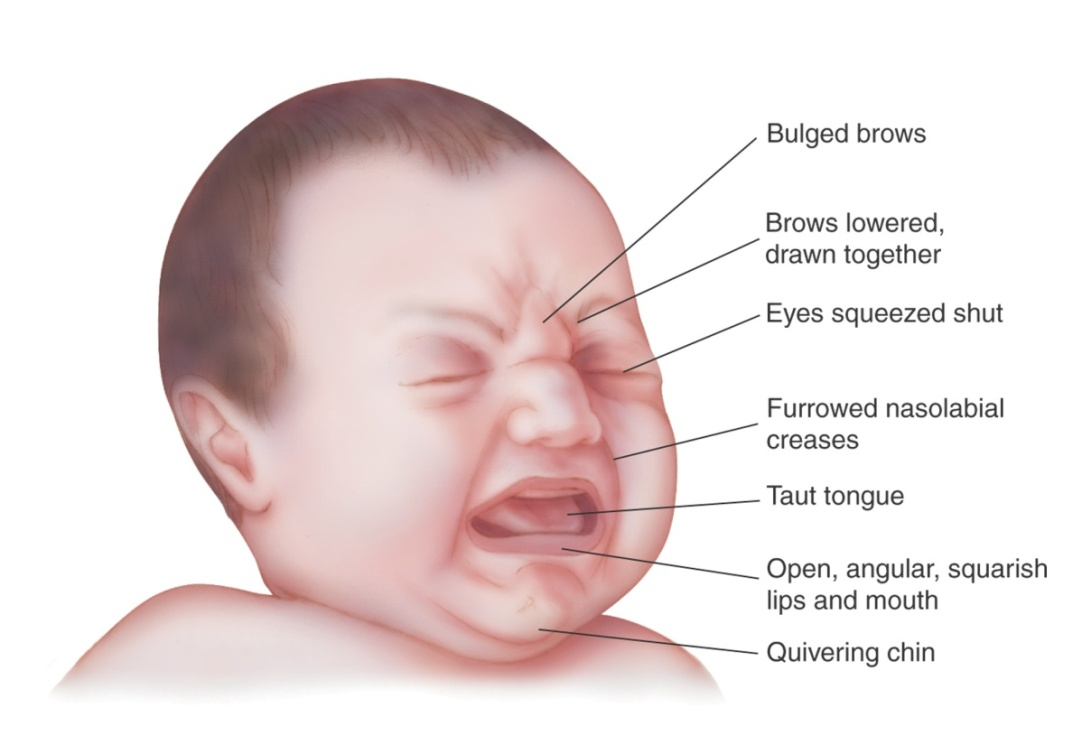 Bulged brows
Brows lowered,
drawn together
Eyes squeezed shut
Furrowed nasolabial
creases
Taut tongue
Open, angular, squarish
lips and mouth
Quivering chin